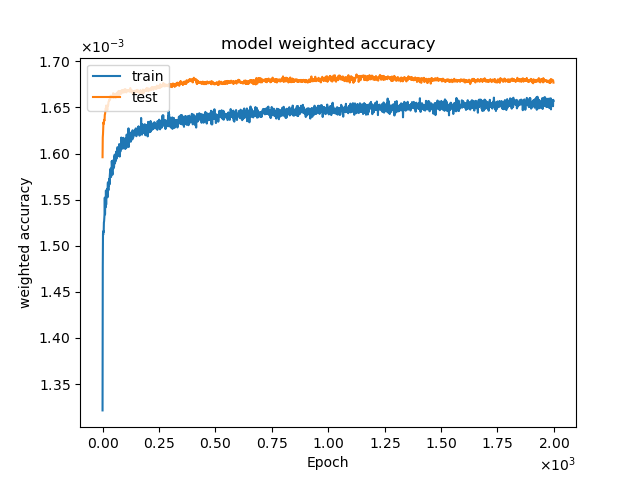 model weighted accuracy
×10⁻³
1.70
1.65
1.60
1.55
1.50
1.45
1.40
1.35
weighted accuracy
train
test
0.00 0.25 0.50 0.75 1.00 1.25 1.50 1.75 2.00
Epoch
×10³